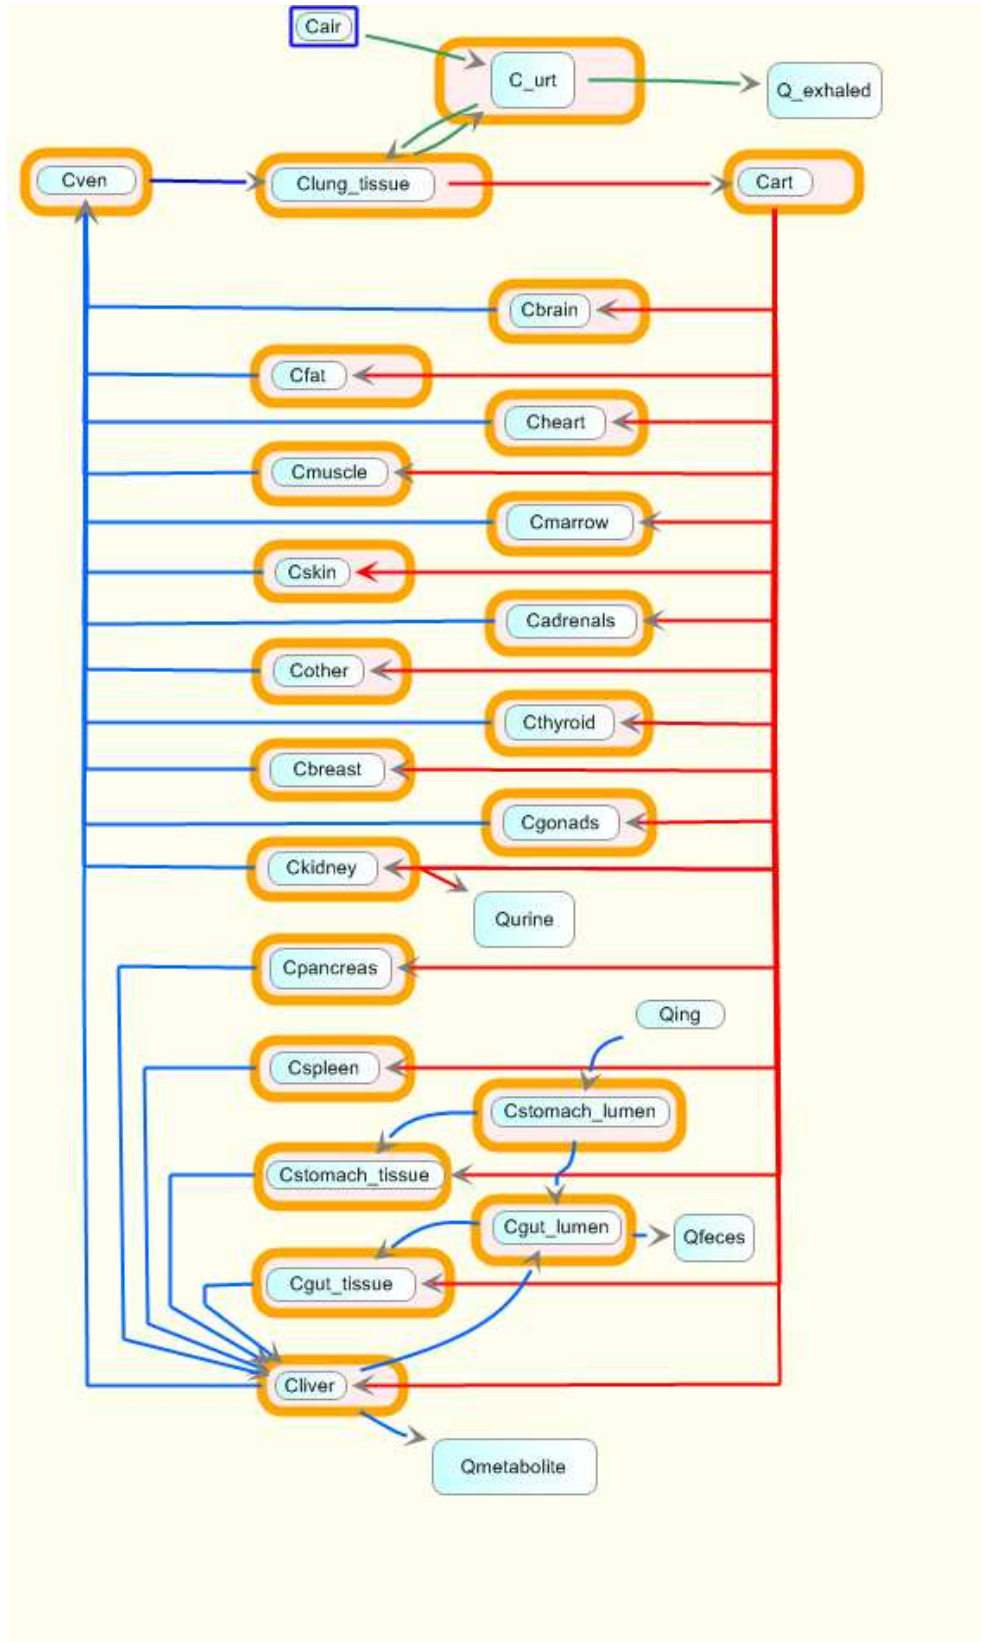 Cair
C_urt
Q_exhaled
Cven
Clung_tissue
Cart
Cbrain
Cfat
Cheart
Cmuscle
Cmarrow
Cskin
Cadrenals
Cother
Cthyroid
Cbreast
Cgonads
Ckidney
Qurine
Cpancreas
Qing
Cspleen
Cstomach_lumen
Cstomach_tissue
Cgut_lumen
Qfeces
Cgut_tissue
Cliver
Qmetabolite